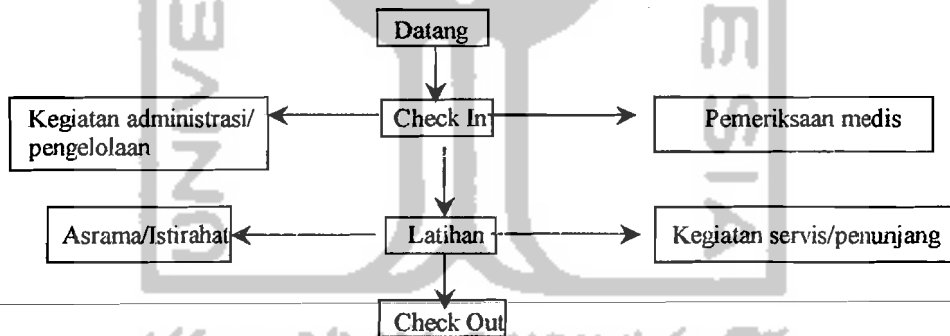 Datang
Kegiatan administrasi/
pengelolaan
Check In
Pemeriksaan medis
Asrama/Istirahat
Latihan
Kegiatan servis/penunjang
Check Out